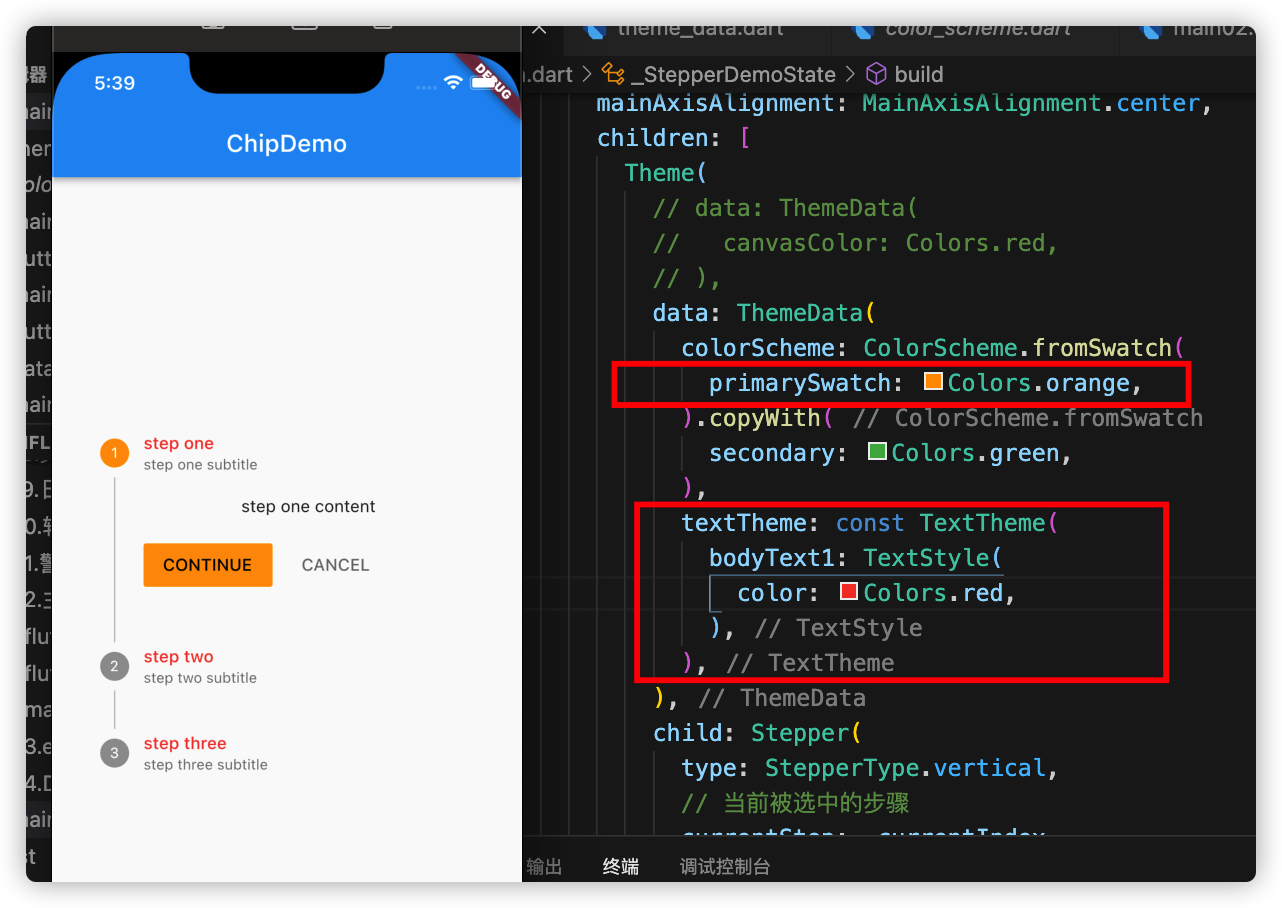 5:39
DEBUG
ChipDemo
step one
step one subtitle
step one content
CONTINUE
CANCEL
step two
step two subtitle
step three
step three subtitle
theme_data.dart
color_scheme.dart
main02.
.dart > _StepperDemoState > build
mainAxisAlignment: MainAxisAlignment.center,
children: [
Theme(
// data: ThemeData(
//   canvasColor: Colors.red,
// ),
data: ThemeData(
colorScheme: ColorScheme.fromSwatch(
primarySwatch: Colors.orange,
).copyWith( // ColorScheme.fromSwatch
secondary: Colors.green,
),
textTheme: const TextTheme(
bodyText1: TextStyle(
color: Colors.red,
), // TextStyle
), // TextTheme
), // ThemeData
child: Stepper(
type: StepperType.vertical,
// 当前被选中的步骤
currentStep: _currentIndex
输出 终端 调试控制台
1
2
3